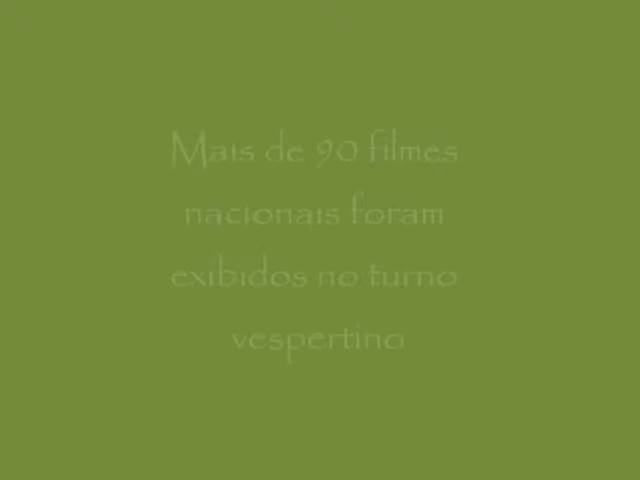 Mais de 90 filmes
nacionais foram
exibidos no turno
vespertino